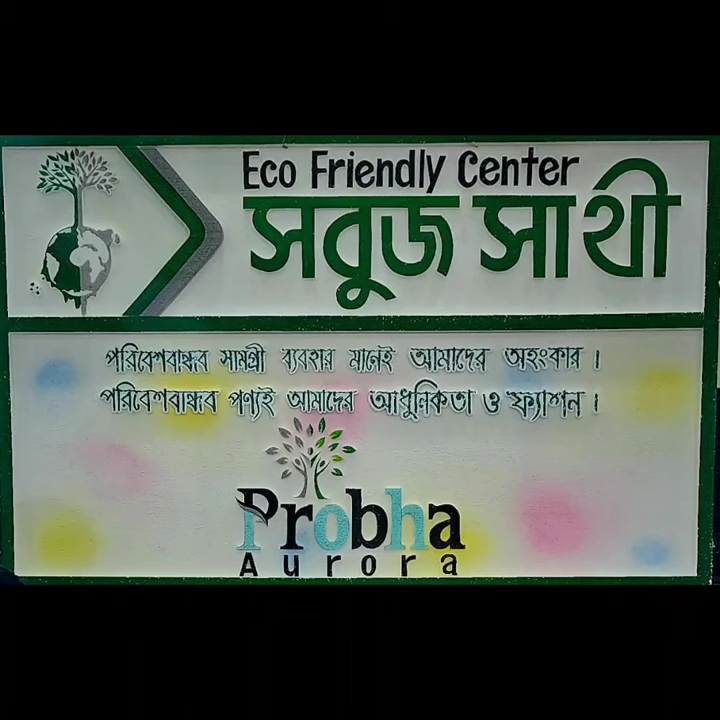 Eco Friendly Center
সবুজ সাথী
পরিবেশবান্ধব সামগ্রী ব্যবহার মানেই আমাদের অহংকার ।
পরিবেশবান্ধব পণ্যই আমাদের আধুনিকতা ও ফ্যাশন ।
Probha
Aurora